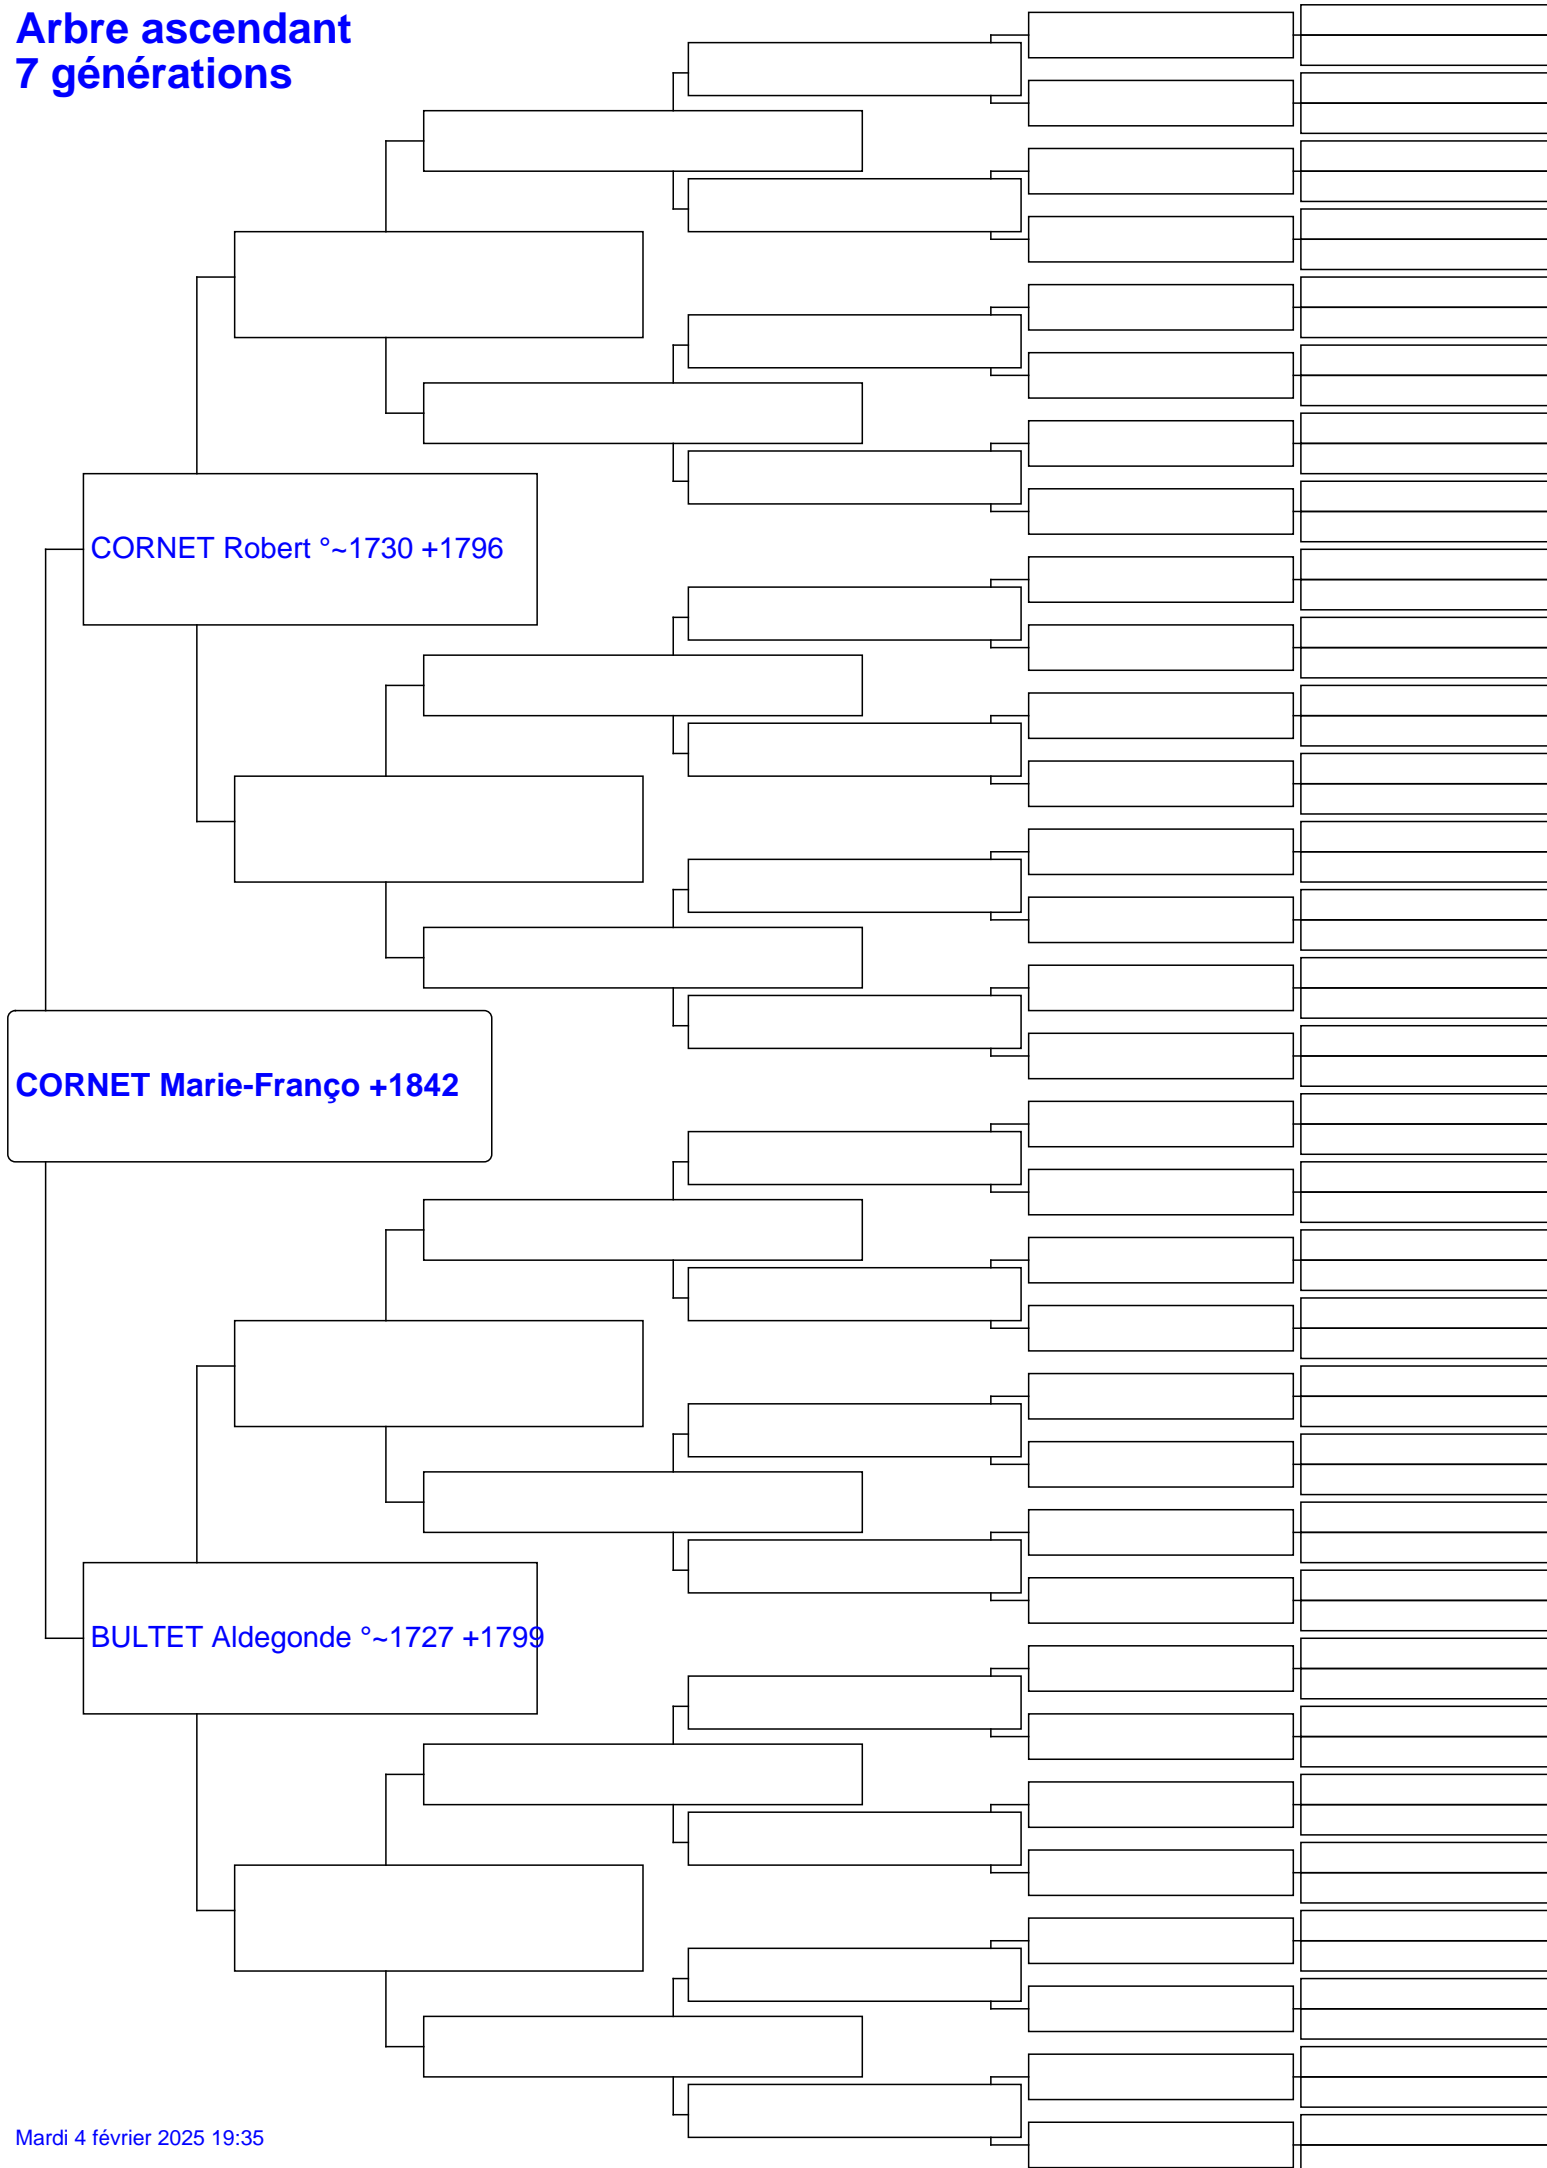 Arbre ascendant
7 générations
CORNET Robert °~1730 +1796
CORNET Marie-Franço +1842
BULTET Aldegonde °~1727 +1799
Mardi 4 février 2025 19:35